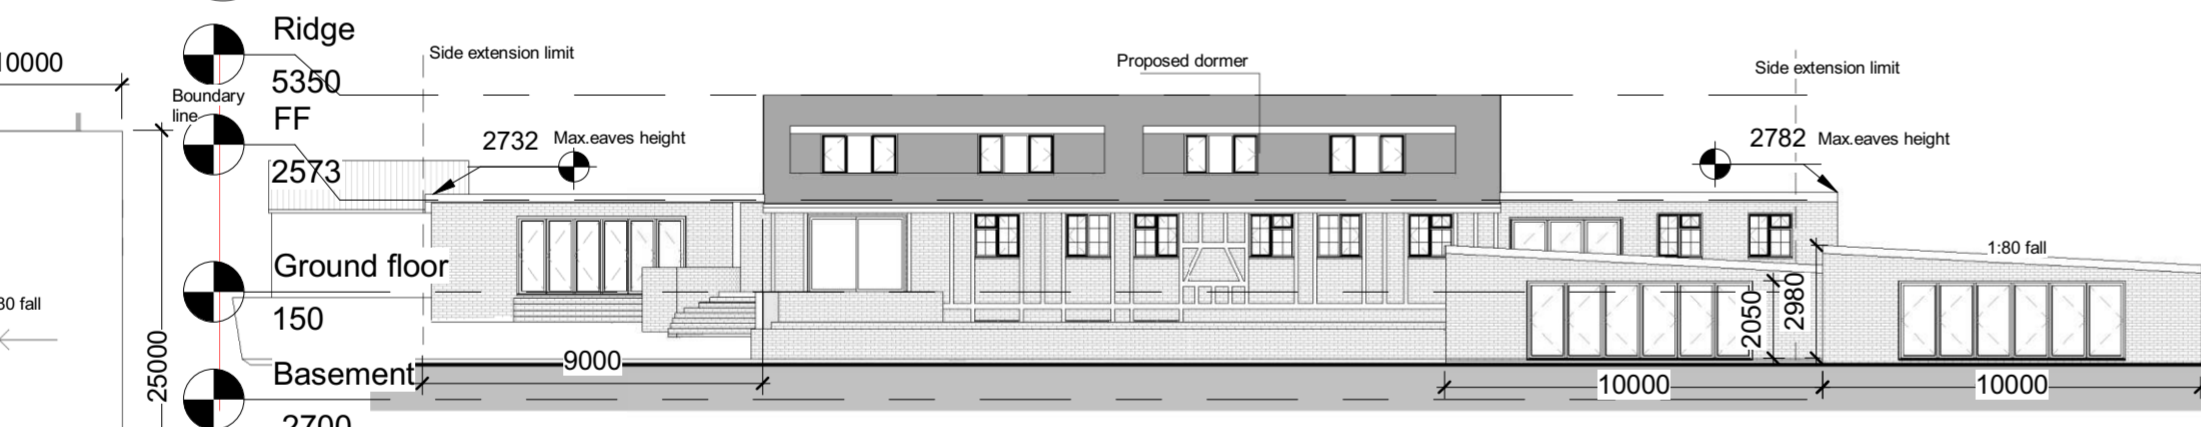 Ridge
5350
Side extension limit
10000
Boundary
line
FF
2573
2732
Max.eaves height
Proposed dormer
Side extension limit
2782
Max.eaves height
Ground floor
150
1:80 fall
80 fall
25000
2050
2980
9000
Basement
10000
10000
2700